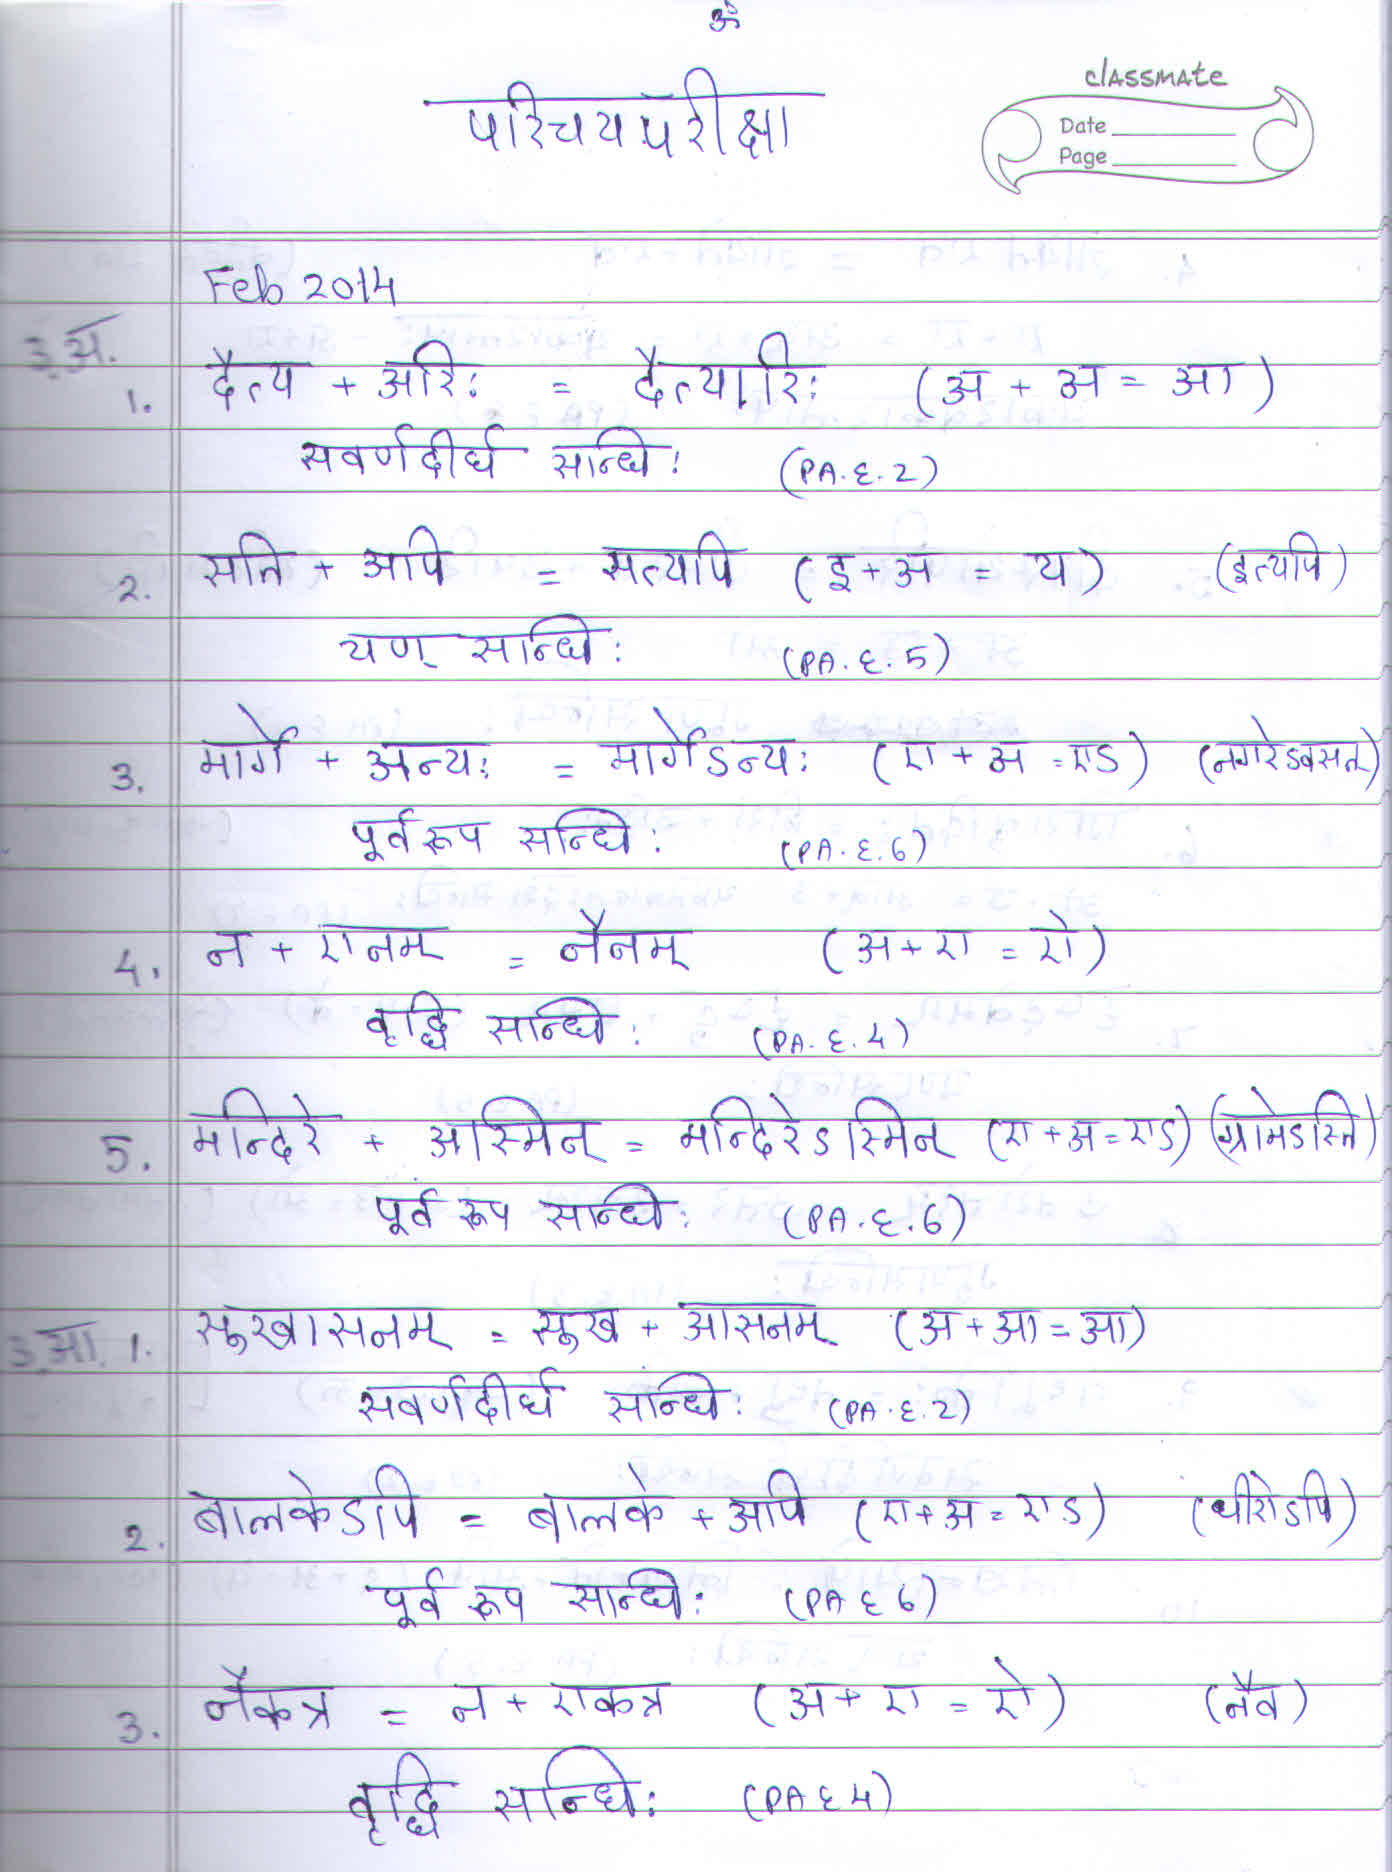 ॐ
परिचयपरीक्षा
classmate
Date
Page
Feb 2014
3.अ.
1. दैत्य + अरिः = दैत्यारिः (अ + अ = आ)
सवर्णदीर्घ सन्धिः (PA.६.2)
2. सति + अपि = सत्यपि (इ + अ = य) (इत्यपि)
यण् सन्धिः (PA.६.5)
3. मार्गे + अन्यः = मार्गेऽन्यः (ए + अ = एऽ) (नगरेऽवसत्)
पूर्वरूप सन्धिः (PA.६.6)
4. न + एनम् = नैनम् (अ + ए = ऐ)
वृद्धि सन्धिः (PA.६.4)
5. मन्दिरे + अस्मिन् = मन्दिरेऽस्मिन् (ए + अ = एऽ) (ग्रामेऽस्ति)
पूर्व रूप सन्धिः (PA.६.6)
3.आ. 1. सुखासनम् = सुख + आसनम् (अ + आ = आ)
सवर्णदीर्घ सन्धिः (PA.६.2)
2. बालकेऽपि = बालके + अपि (ए + अ = एऽ) (धीरोऽपि)
पूर्व रूप सन्धिः (PA ६ 6)
3. नैकत्र = न + एकत्र (अ + ए = ऐ) (नैव)
वृद्धि सन्धिः (PA ६ 4)